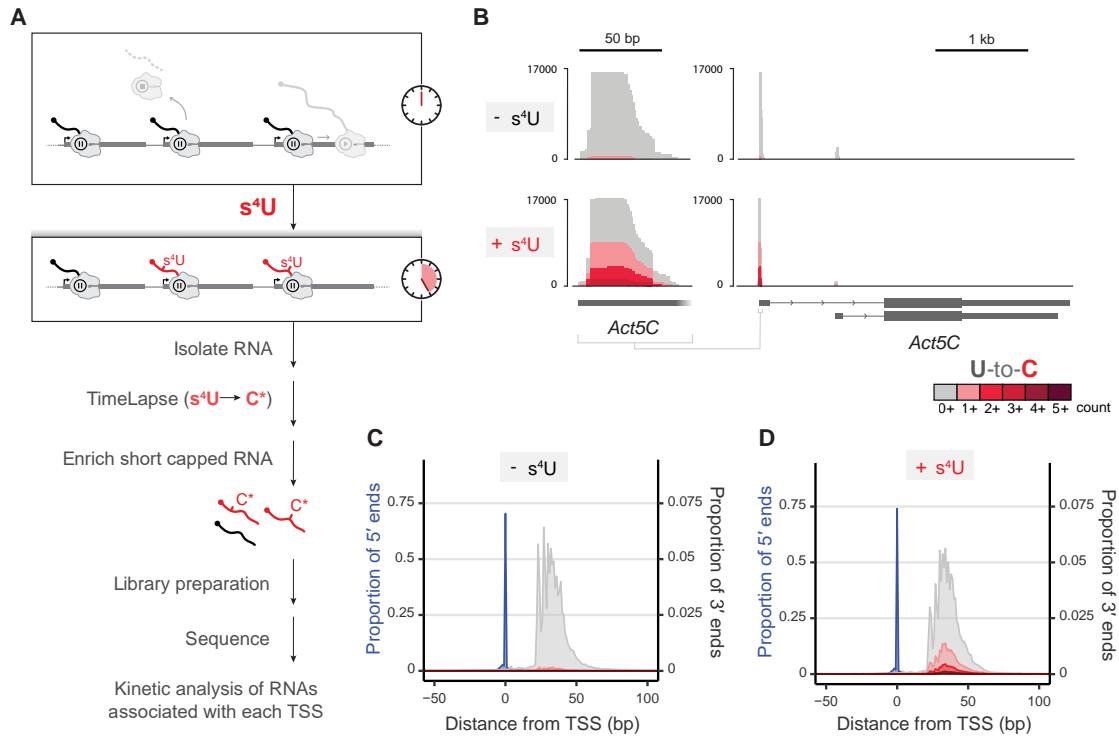 A
s⁴U
s⁴U
s⁴U
Isolate RNA
TimeLapse (s⁴U → C*)
Enrich short capped RNA
C*
C*
Library preparation
Sequence
Kinetic analysis of RNAs
associated with each TSS
B
50 bp
1 kb
17000
17000
- s⁴U
0
0
17000
17000
+ s⁴U
0
0
Act5C
Act5C
U-to-C
0+ 1+ 2+ 3+ 4+ 5+ count
C
- s⁴U
Proportion of 5′ ends
0.75
0.5
0.25
0
Proportion of 3′ ends
0.075
0.05
0.025
0
−50 0 50 100
Distance from TSS (bp)
D
+ s⁴U
Proportion of 5′ ends
0.75
0.5
0.25
0
Proportion of 3′ ends
0.075
0.05
0.025
0
−50 0 50 100
Distance from TSS (bp)